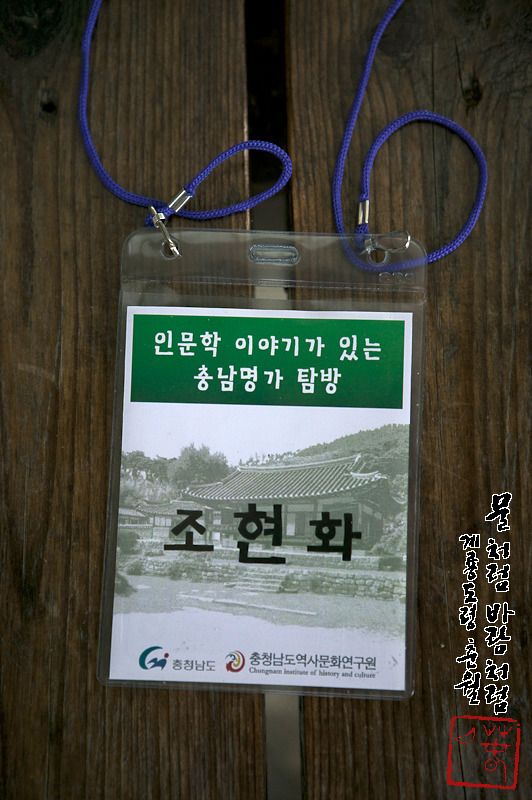 인문학 이야기가 있는
충남명가 탐방
조현화
충청남도
충청남도역사문화연구원
Chungnam institute of history and culture
물처럼 바람처럼
계룡도령 춘월